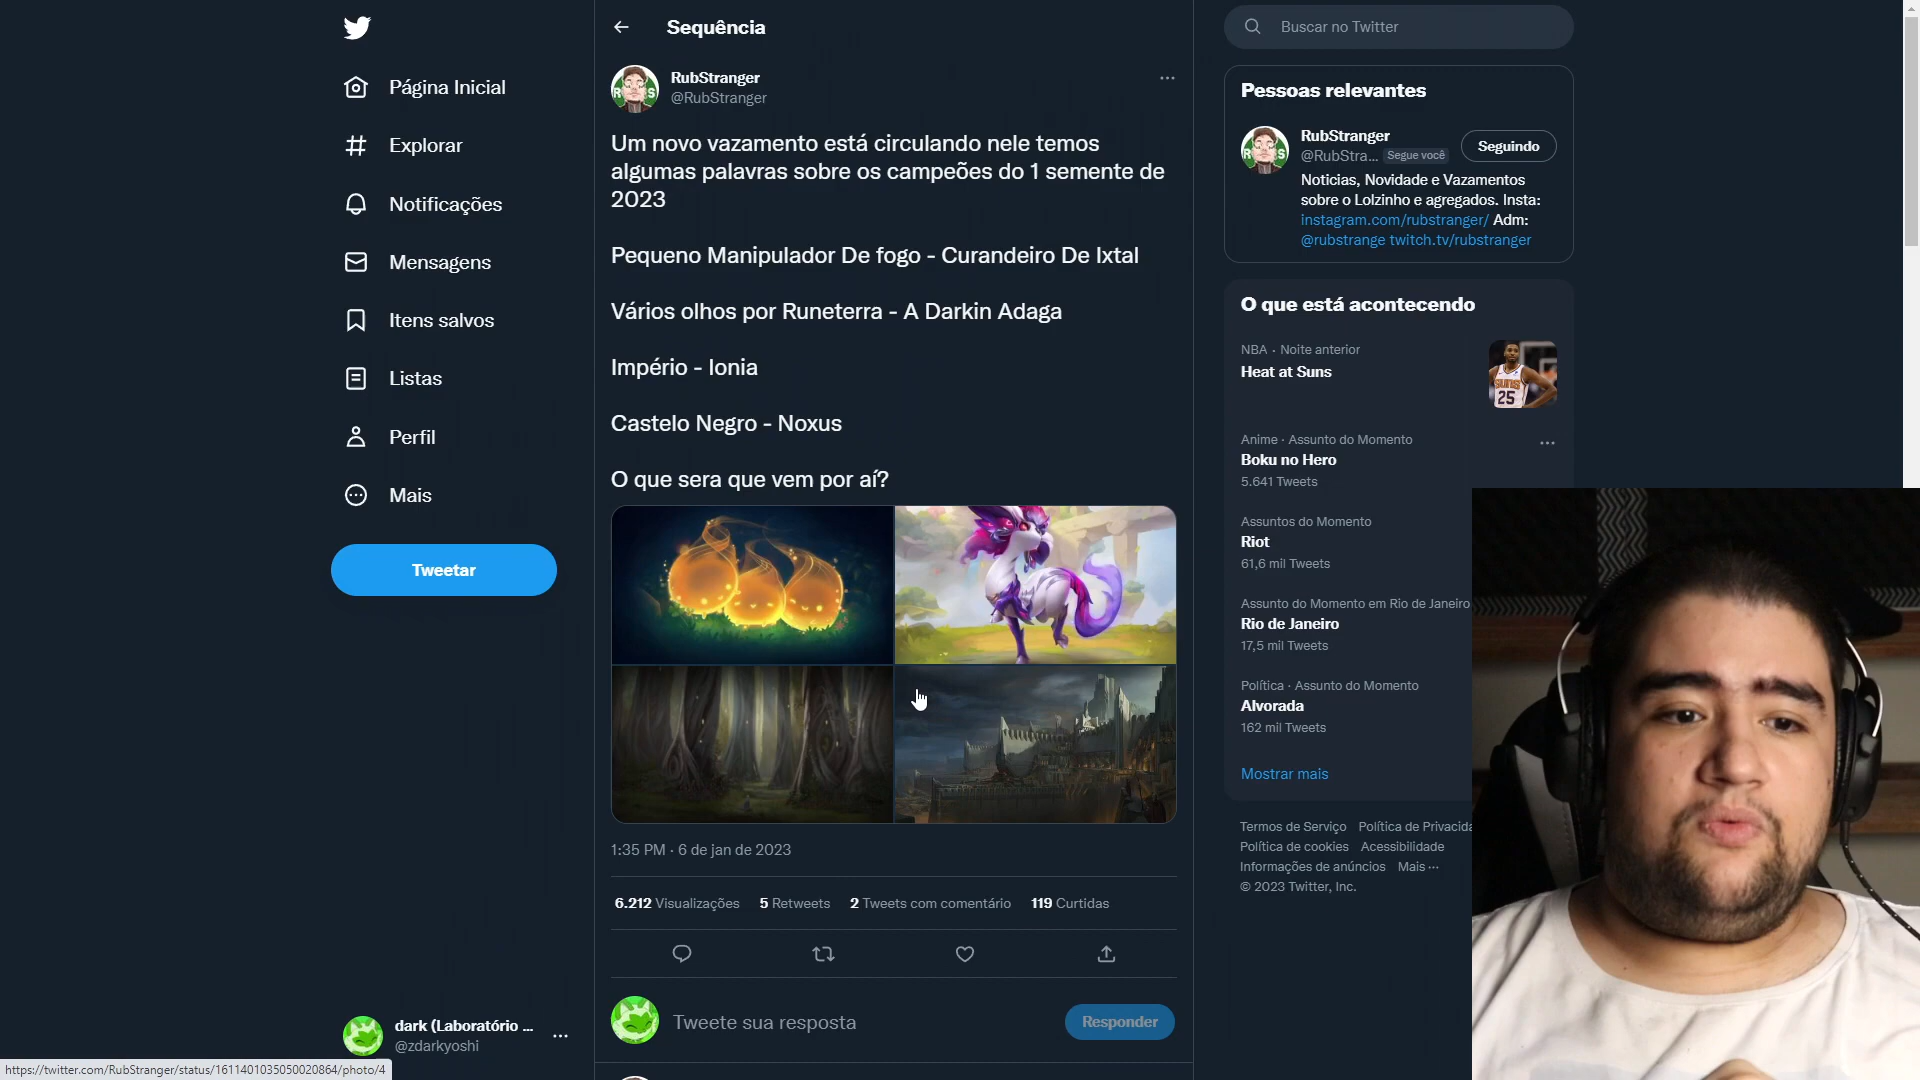 Página Inicial
Explorar
Notificações
Mensagens
Itens salvos
Listas
Perfil
Mais
Tweetar
dark (Laboratório ...
@zdarkyoshi
https://twitter.com/RubStranger/status/1611401035050020864/photo/4
Sequência
RubStranger
@RubStranger
Um novo vazamento está circulando nele temos
algumas palavras sobre os campeões do 1 semente de
2023
Pequeno Manipulador De fogo - Curandeiro De Ixtal
Vários olhos por Runeterra - A Darkin Adaga
Império - Ionia
Castelo Negro - Noxus
O que sera que vem por aí?
1:35 PM · 6 de jan de 2023
6.212 Visualizações 5 Retweets 2 Tweets com comentário 119 Curtidas
Tweete sua resposta
Responder
Buscar no Twitter
Pessoas relevantes
RubStranger
@RubStra... Segue você
Seguindo
Noticias, Novidade e Vazamentos
sobre o Lolzinho e agregados. Insta:
instagram.com/rubstranger/ Adm:
@rubstrange twitch.tv/rubstranger
O que está acontecendo
NBA · Noite anterior
Heat at Suns
SUNS
25
Anime · Assunto do Momento
Boku no Hero
5.641 Tweets
Assuntos do Momento
Riot
61,6 mil Tweets
Assunto do Momento em Rio de Janeiro
Rio de Janeiro
17,5 mil Tweets
Política · Assunto do Momento
Alvorada
162 mil Tweets
Mostrar mais
Termos de Serviço Política de Privacida
Política de cookies Acessibilidade
Informações de anúncios Mais ···
© 2023 Twitter, Inc.